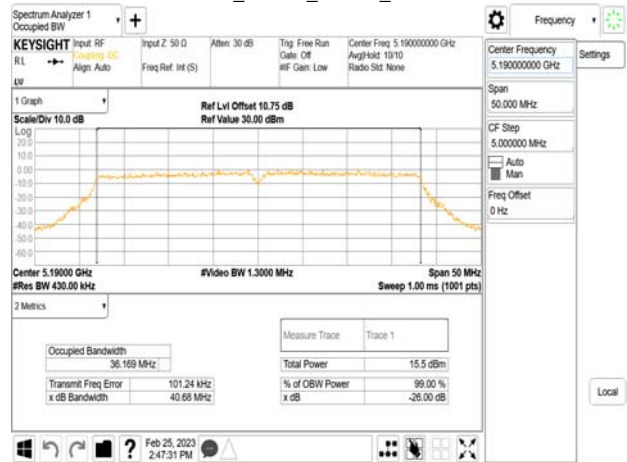 Spectrum Analyzer 1
Occupied BW
Frequency
KEYSIGHT
RL
Input: RF
Coupling: DC
Align: Auto
Input Z: 50 Ω
Freq Ref: Int (S)
Atten: 30 dB
Trig: Free Run
Gate: Off
#IF Gain: Low
Center Freq: 5.190000000 GHz
Avg|Hold: 10/10
Radio Std: None
Center Frequency
5.190000000 GHz
Settings
Span
50.000 MHz
CF Step
5.000000 MHz
Auto
Man
Freq Offset
0 Hz
1 Graph
Scale/Div 10.0 dB
Ref Lvl Offset 10.75 dB
Ref Value 30.00 dBm
Log
20.0
10.0
0.00
-10.0
-20.0
-30.0
-40.0
-50.0
-60.0
Center 5.19000 GHz
#Res BW 430.00 kHz
#Video BW 1.3000 MHz
Span 50 MHz
Sweep 1.00 ms (1001 pts)
2 Metrics
Measure Trace
Trace 1
Occupied Bandwidth
36.169 MHz
Total Power
15.5 dBm
Transmit Freq Error
101.24 kHz
% of OBW Power
99.00 %
x dB Bandwidth
40.68 MHz
x dB
-26.00 dB
Local
Feb 25, 2023
2:47:31 PM